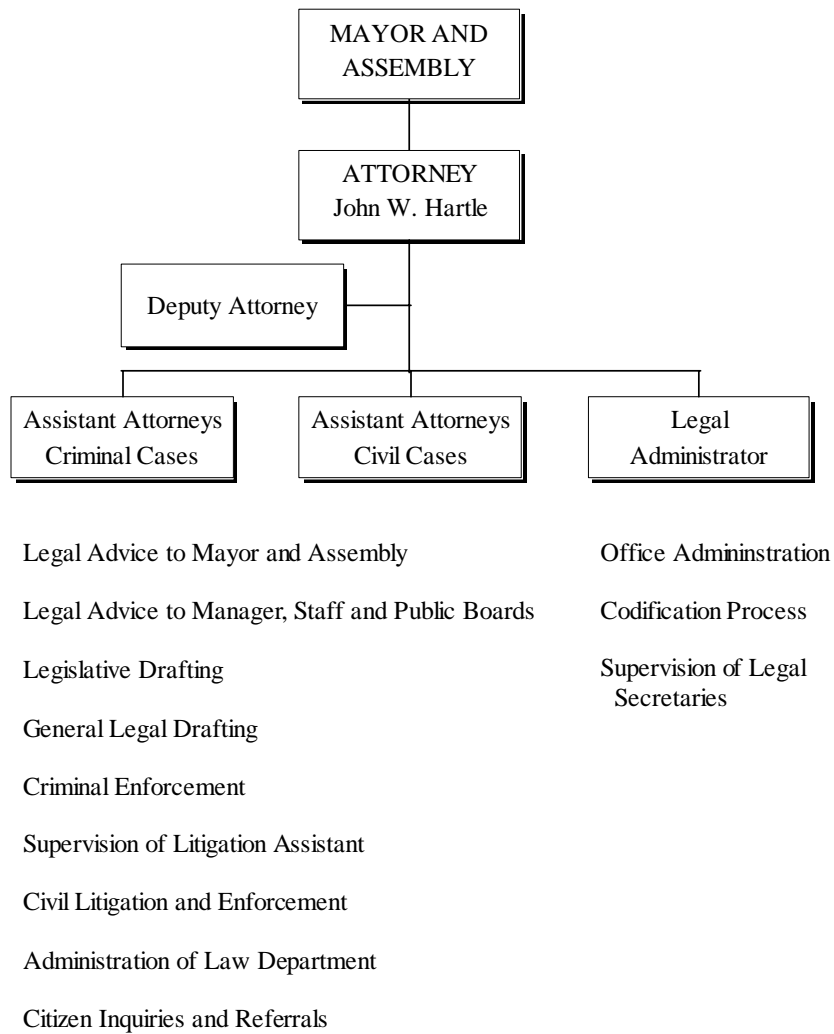 MAYOR AND
ASSEMBLY
ATTORNEY
John W. Hartle
Deputy Attorney
Assistant Attorneys
Criminal Cases
Assistant Attorneys
Civil Cases
Legal
Administrator
Legal Advice to Mayor and Assembly
Legal Advice to Manager, Staff and Public Boards
Legislative Drafting
General Legal Drafting
Criminal Enforcement
Supervision of Litigation Assistant
Civil Litigation and Enforcement
Administration of Law Department
Citizen Inquiries and Referrals
Office Admininstration
Codification Process
Supervision of Legal
Secretaries